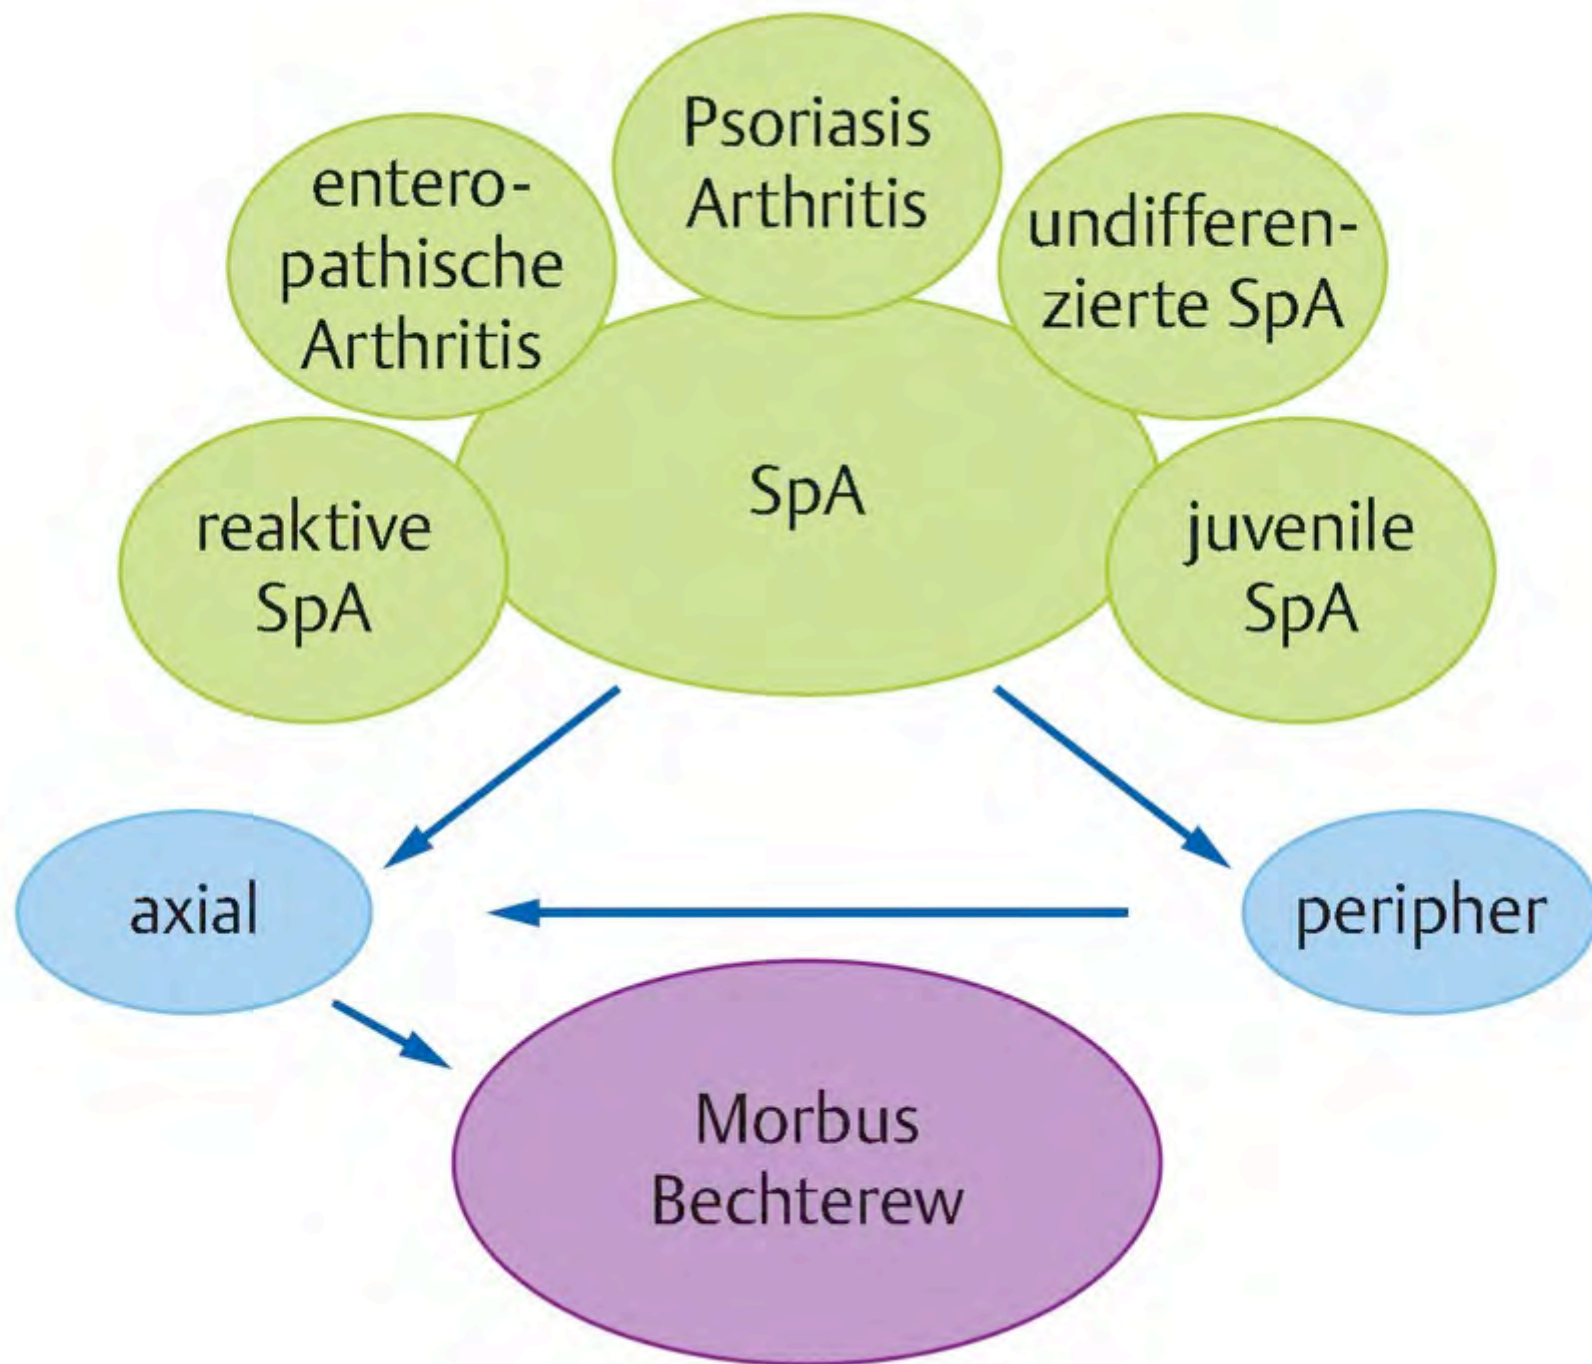 Psoriasis
Arthritis
entero-
pathische
Arthritis
undifferen-
zierte SpA
SpA
reaktive
SpA
juvenile
SpA
axial
peripher
Morbus
Bechterew